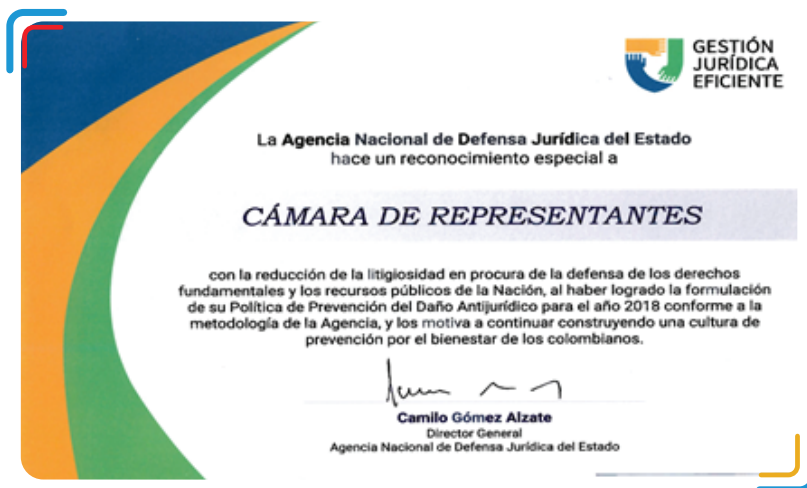 GESTIÓN
JURÍDICA
EFICIENTE
La Agencia Nacional de Defensa Jurídica del Estado
hace un reconocimiento especial a
CÁMARA DE REPRESENTANTES
con la reducción de la litigiosidad en procura de la defensa de los derechos
fundamentales y los recursos públicos de la Nación, al haber logrado la formulación
de su Política de Prevención del Daño Antijurídico para el año 2018 conforme a la
metodología de la Agencia, y los motiva a continuar construyendo una cultura de
prevención por el bienestar de los colombianos.
Camilo Gómez Alzate
Director General
Agencia Nacional de Defensa Jurídica del Estado